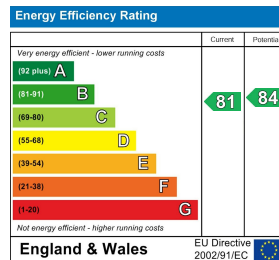 Energy Efficiency Rating
Current Potential
Very energy efficient - lower running costs
(92 plus) A
(81-91) B
(69-80) C
(55-68) D
(39-54) E
(21-38) F
(1-20) G
81 84
Not energy efficient - higher running costs
England & Wales
EU Directive
2002/91/EC